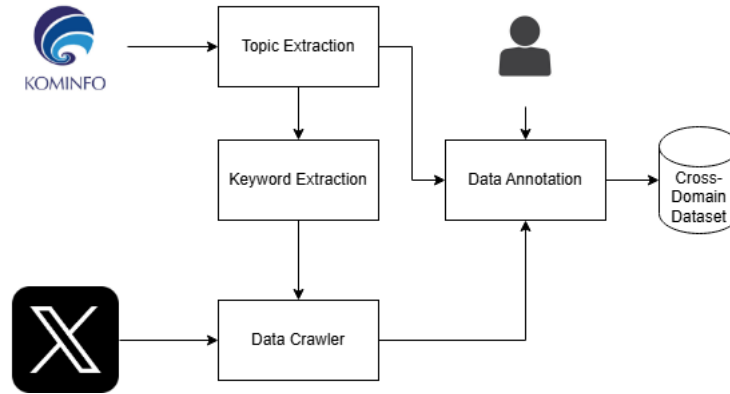 KOMINFO
Topic Extraction
Keyword Extraction
Data Annotation
Cross-
Domain
Dataset
Data Crawler